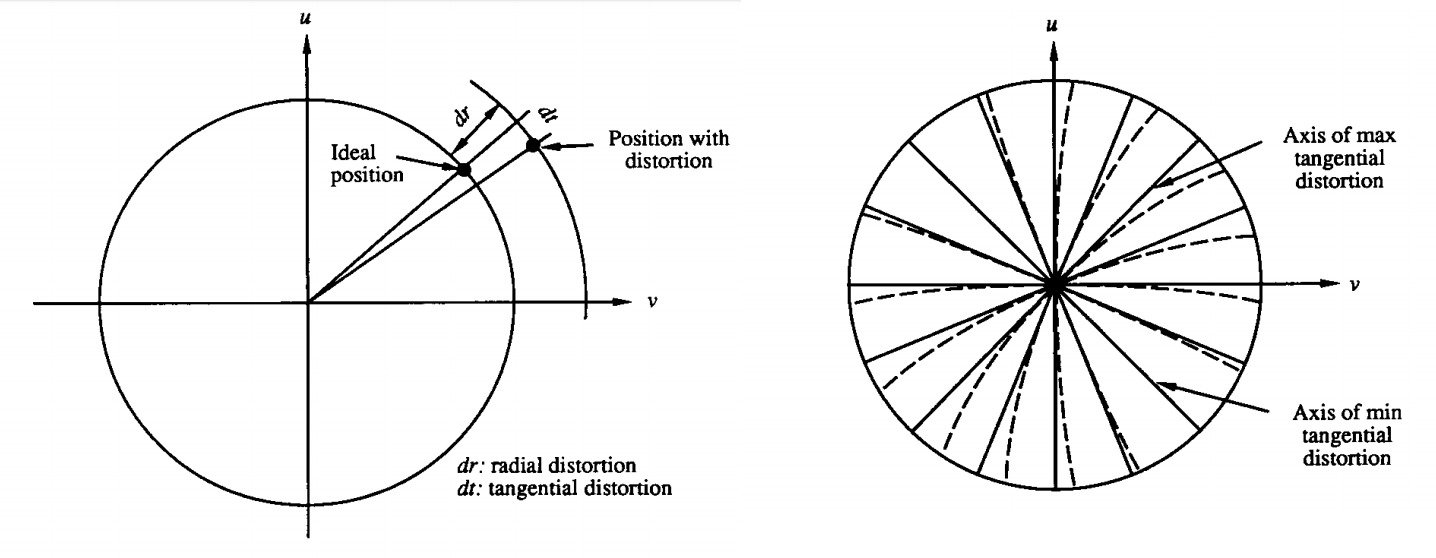 u
dr
dt
Ideal
position
Position with
distortion
v
dr: radial distortion
dt: tangential distortion
u
Axis of max
tangential
distortion
v
Axis of min
tangential
distortion